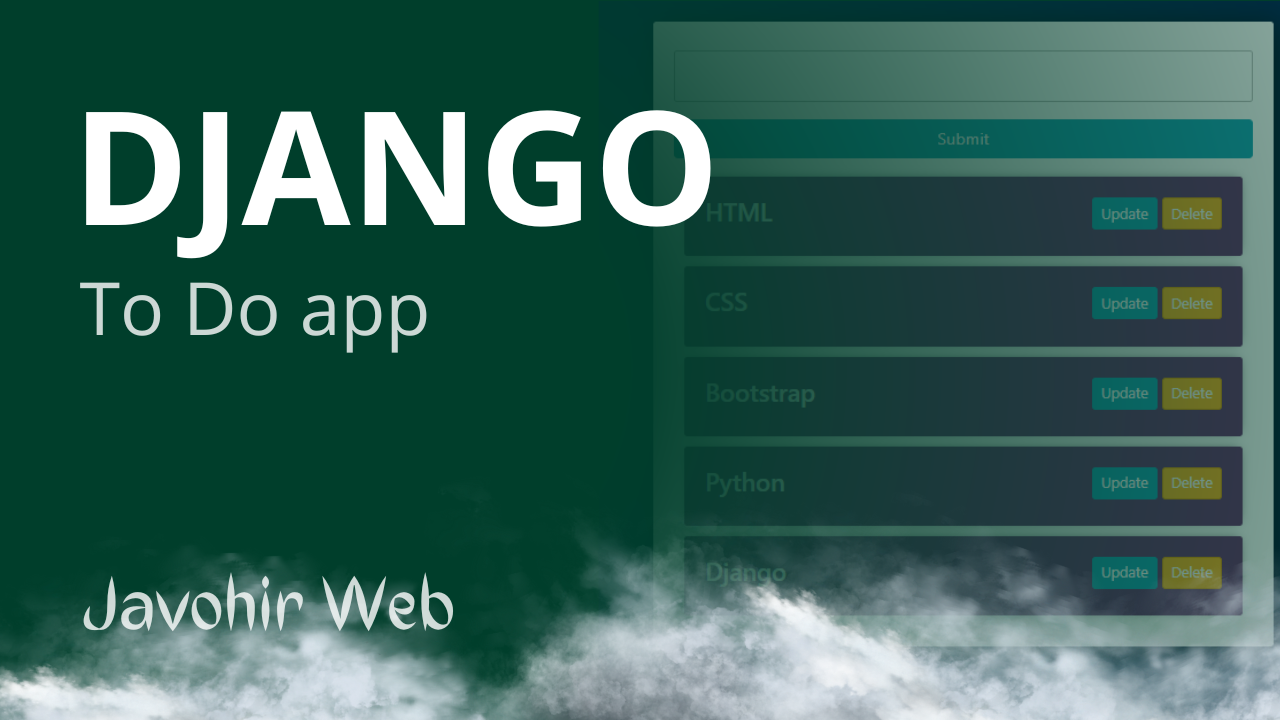 DJANGO
To Do app
Javohir Web
Submit
HTML Update Delete
CSS Update Delete
Bootstrap Update Delete
Python Update Delete
Django Update Delete